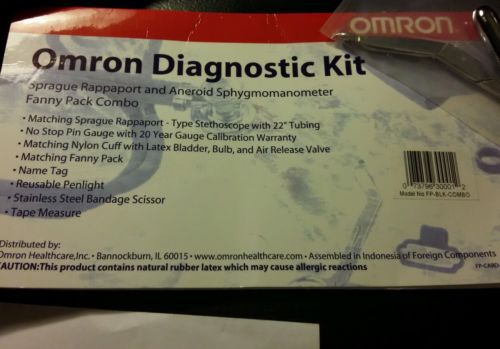 OMRON
Omron Diagnostic Kit
Sprague Rappaport and Aneroid Sphygmomanometer
Fanny Pack Combo
• Matching Sprague Rappaport - Type Stethoscope with 22" Tubing
• No Stop Pin Gauge with 20 Year Gauge Calibration Warranty
• Matching Nylon Cuff with Latex Bladder, Bulb, and Air Release Valve
• Matching Fanny Pack
• Name Tag
• Reusable Penlight
• Stainless Steel Bandage Scissor
• Tape Measure
0 73796 30001 2
Model No FP-BLK-COMBO
Distributed by:
Omron Healthcare,Inc. • Bannockburn, IL 60015 • www.omronhealthcare.com • Assembled in Indonesia of Foreign Components
CAUTION:This product contains natural rubber latex which may cause allergic reactions